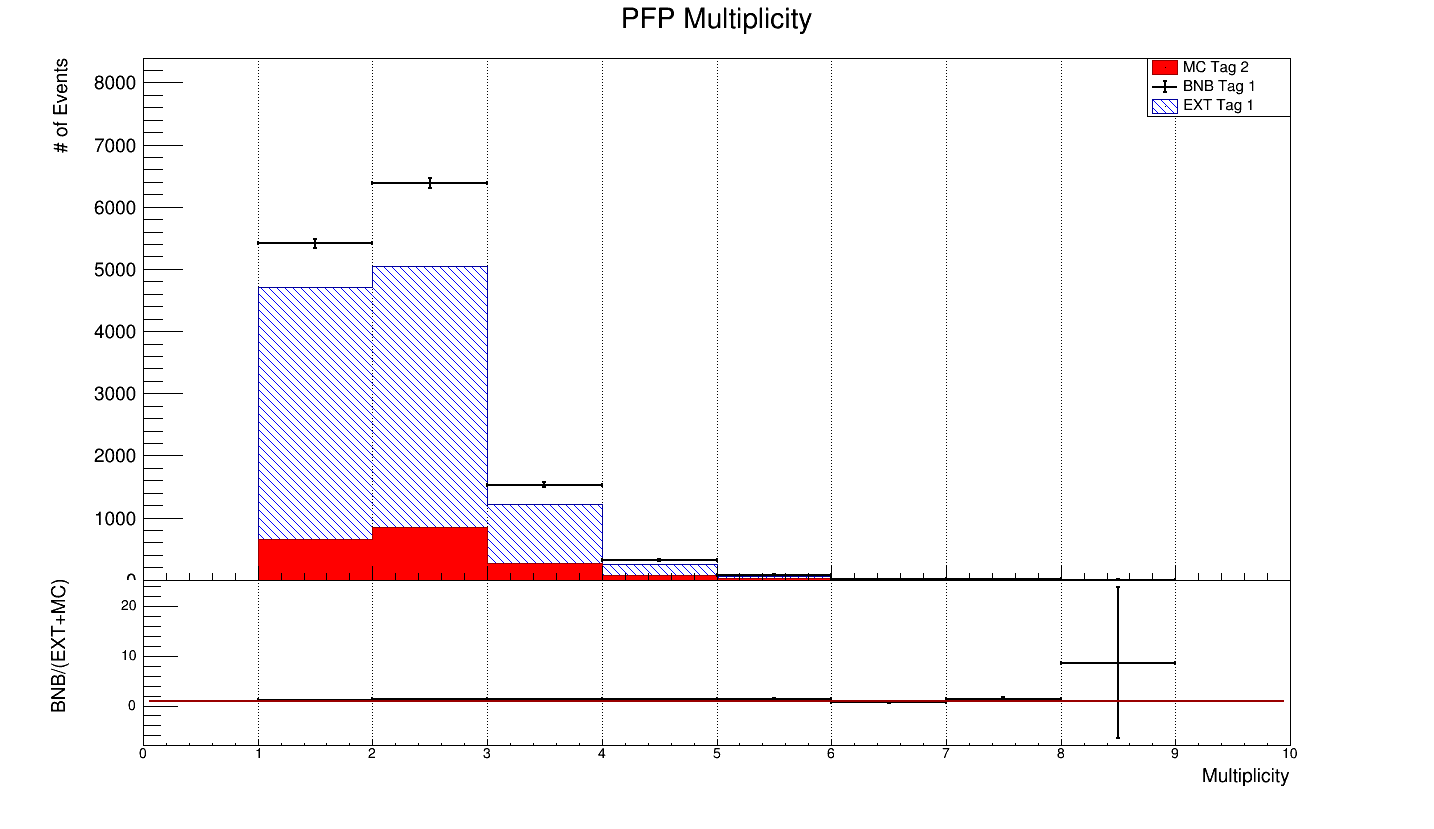 PFP Multiplicity
# of Events
8000
7000
6000
5000
4000
3000
2000
1000
0
MC Tag 2
BNB Tag 1
EXT Tag 1
BNB/(EXT+MC)
20
10
0
0 1 2 3 4 5 6 7 8 9 10
Multiplicity